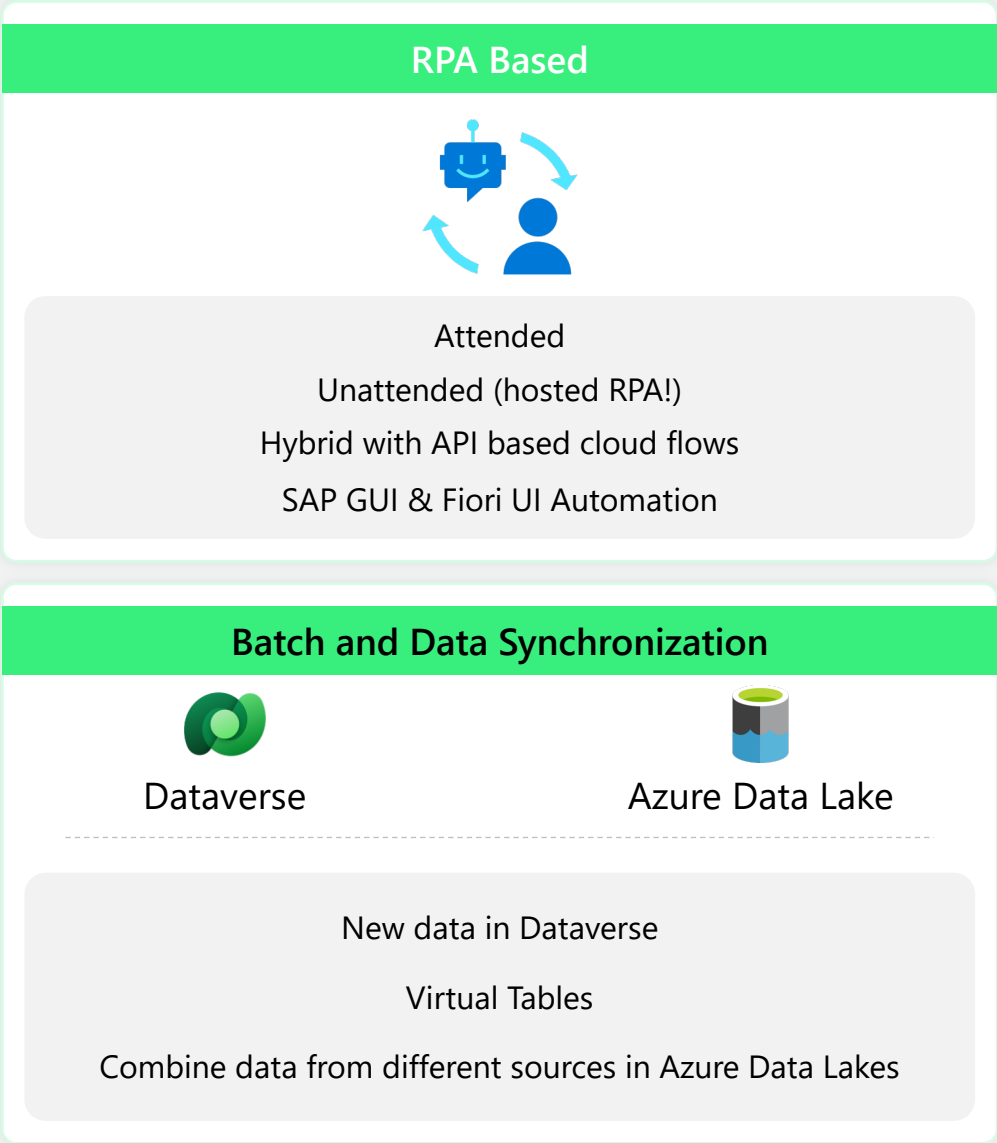 RPA Based
Attended
Unattended (hosted RPA!)
Hybrid with API based cloud flows
SAP GUI & Fiori UI Automation
Batch and Data Synchronization
Dataverse
Azure Data Lake
New data in Dataverse
Virtual Tables
Combine data from different sources in Azure Data Lakes